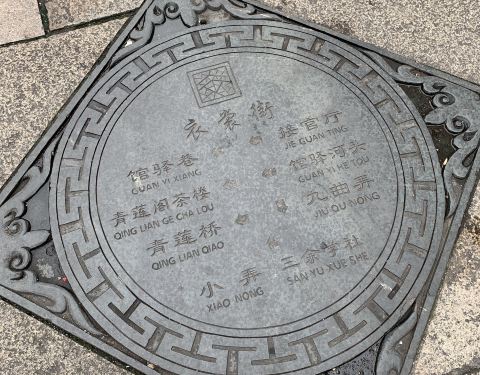 衣裳街
馆驿巷
GUAN YI XIANG
接官厅
JIE GUAN TING
青莲阁茶楼
QING LIAN GE CHA LOU
馆驿河头
GUAN YI HE TOU
青莲桥
QING LIAN QIAO
九曲弄
JIU QU NONG
小弄
XIAO NONG
三余学社
SAN YU XUE SHE